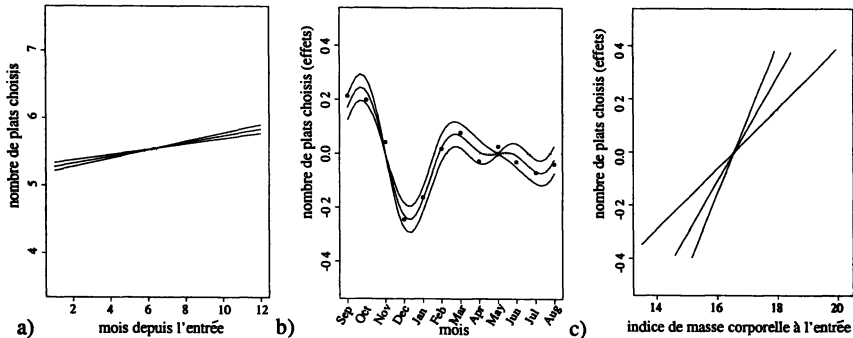 nombre de plats choisis
7
6
5
4
2
4
6
8
10
12
mois depuis l'entrée
a)
nombre de plats choisis (effets)
0.4
0.2
0.0
-0.2
-0.4
Sep
Oct
Nov
Dec
Jan
Feb
Mar
Apr
May
Jun
Jul
Aug
mois
b)
nombre de plats choisis (effets)
0.4
0.2
0.0
-0.2
-0.4
14
16
18
20
indice de masse corporelle à l'entrée
c)